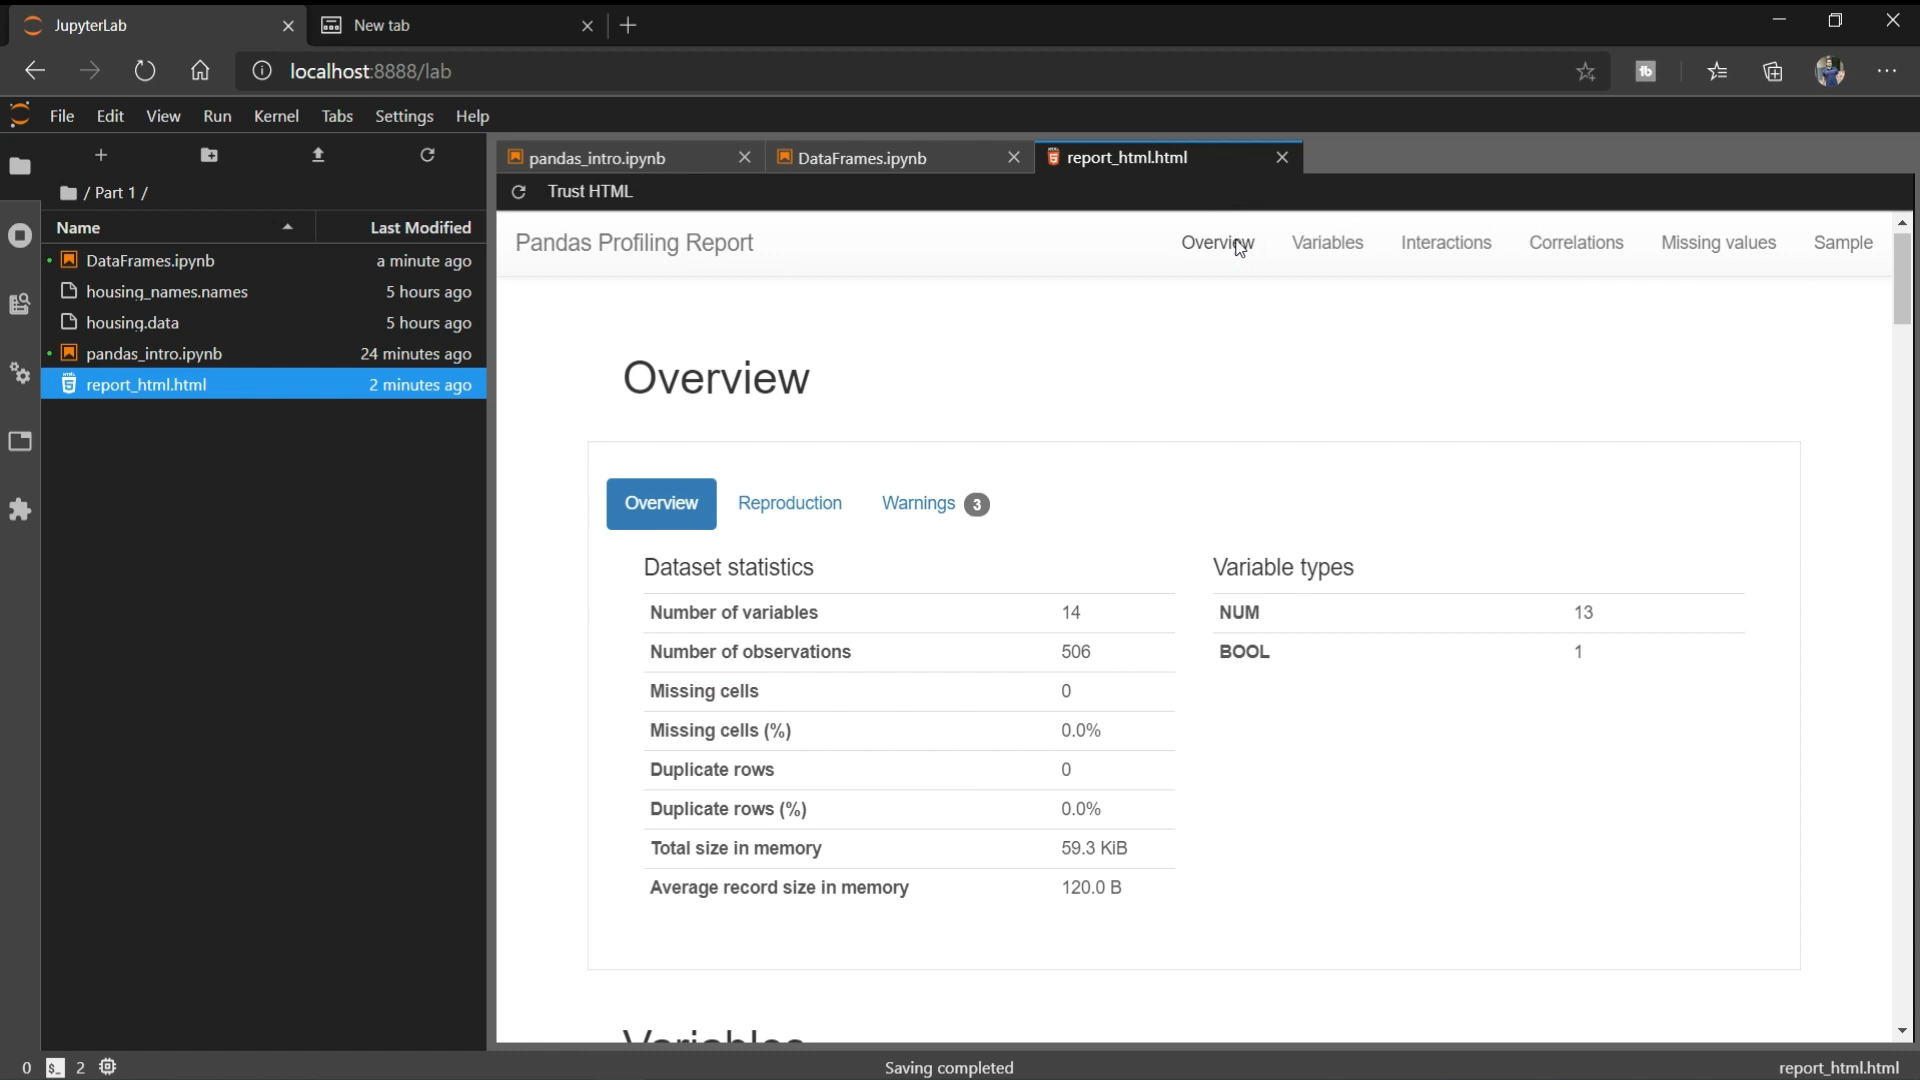 JupyterLab
New tab
localhost:8888/lab
File Edit View Run Kernel Tabs Settings Help
/ Part 1 /
Name Last Modified
DataFrames.ipynb a minute ago
housing_names.names 5 hours ago
housing.data 5 hours ago
pandas_intro.ipynb 24 minutes ago
report_html.html 2 minutes ago
pandas_intro.ipynb DataFrames.ipynb report_html.html
Trust HTML
Pandas Profiling Report Overview Variables Interactions Correlations Missing values Sample
Overview
Overview Reproduction Warnings 3
Dataset statistics
Number of variables 14
Number of observations 506
Missing cells 0
Missing cells (%) 0.0%
Duplicate rows 0
Duplicate rows (%) 0.0%
Total size in memory 59.3 KiB
Average record size in memory 120.0 B
Variable types
NUM 13
BOOL 1
Variables
0 $_ 2 Saving completed report_html.html